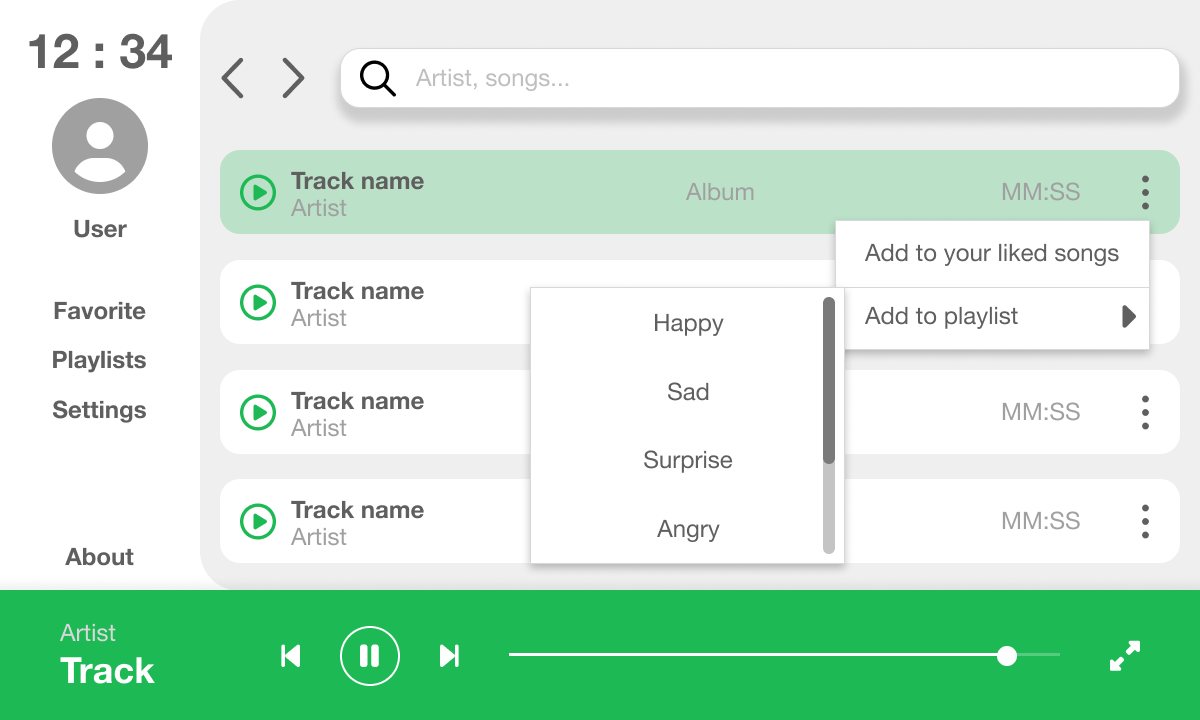 12 : 34
User
Favorite
Playlists
Settings
About
Artist, songs...
Track name
Artist
Album
MM:SS
Add to your liked songs
Add to playlist
Track name
Artist
Happy
Sad
Surprise
Angry
Track name
Artist
MM:SS
Track name
Artist
MM:SS
Artist
Track